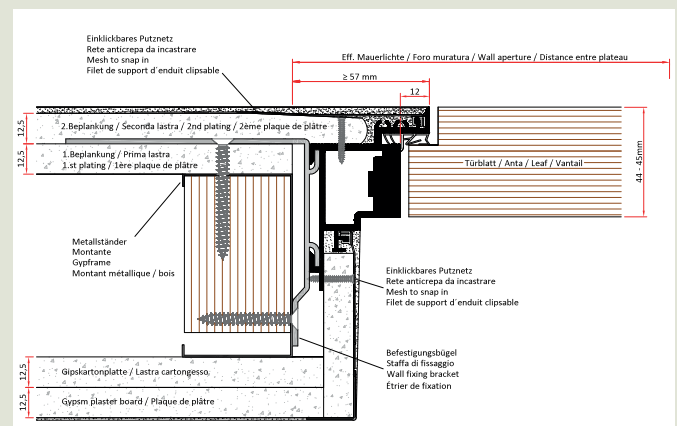 Einklickbares Putznetz
Rete anticrepa da incastrare
Mesh to snap in
Filet de support d´enduit clipsable
Eff. Mauerlichte / Foro muratura / Wall aperture / Distance entre plateau
≥ 57 mm
12
12,5
2.Beplankung / Seconda lastra / 2nd plating / 2ème plaque de plâtre
12,5
1.Beplankung / Prima lastra
1.st plating / 1ère plaque de plâtre
Türblatt / Anta / Leaf / Vantail
44 - 45mm
Metallständer
Montante
Gypframe
Montant métallique / bois
Einklickbares Putznetz
Rete anticrepa da incastrare
Mesh to snap in
Filet de support d´enduit clipsable
Befestigungsbügel
Staffa di fissaggio
Wall fixing bracket
Étrier de fixation
12,5
Gipskartonplatte / Lastra cartongesso
12,5
Gypsm plaster board / Plaque de plâtre